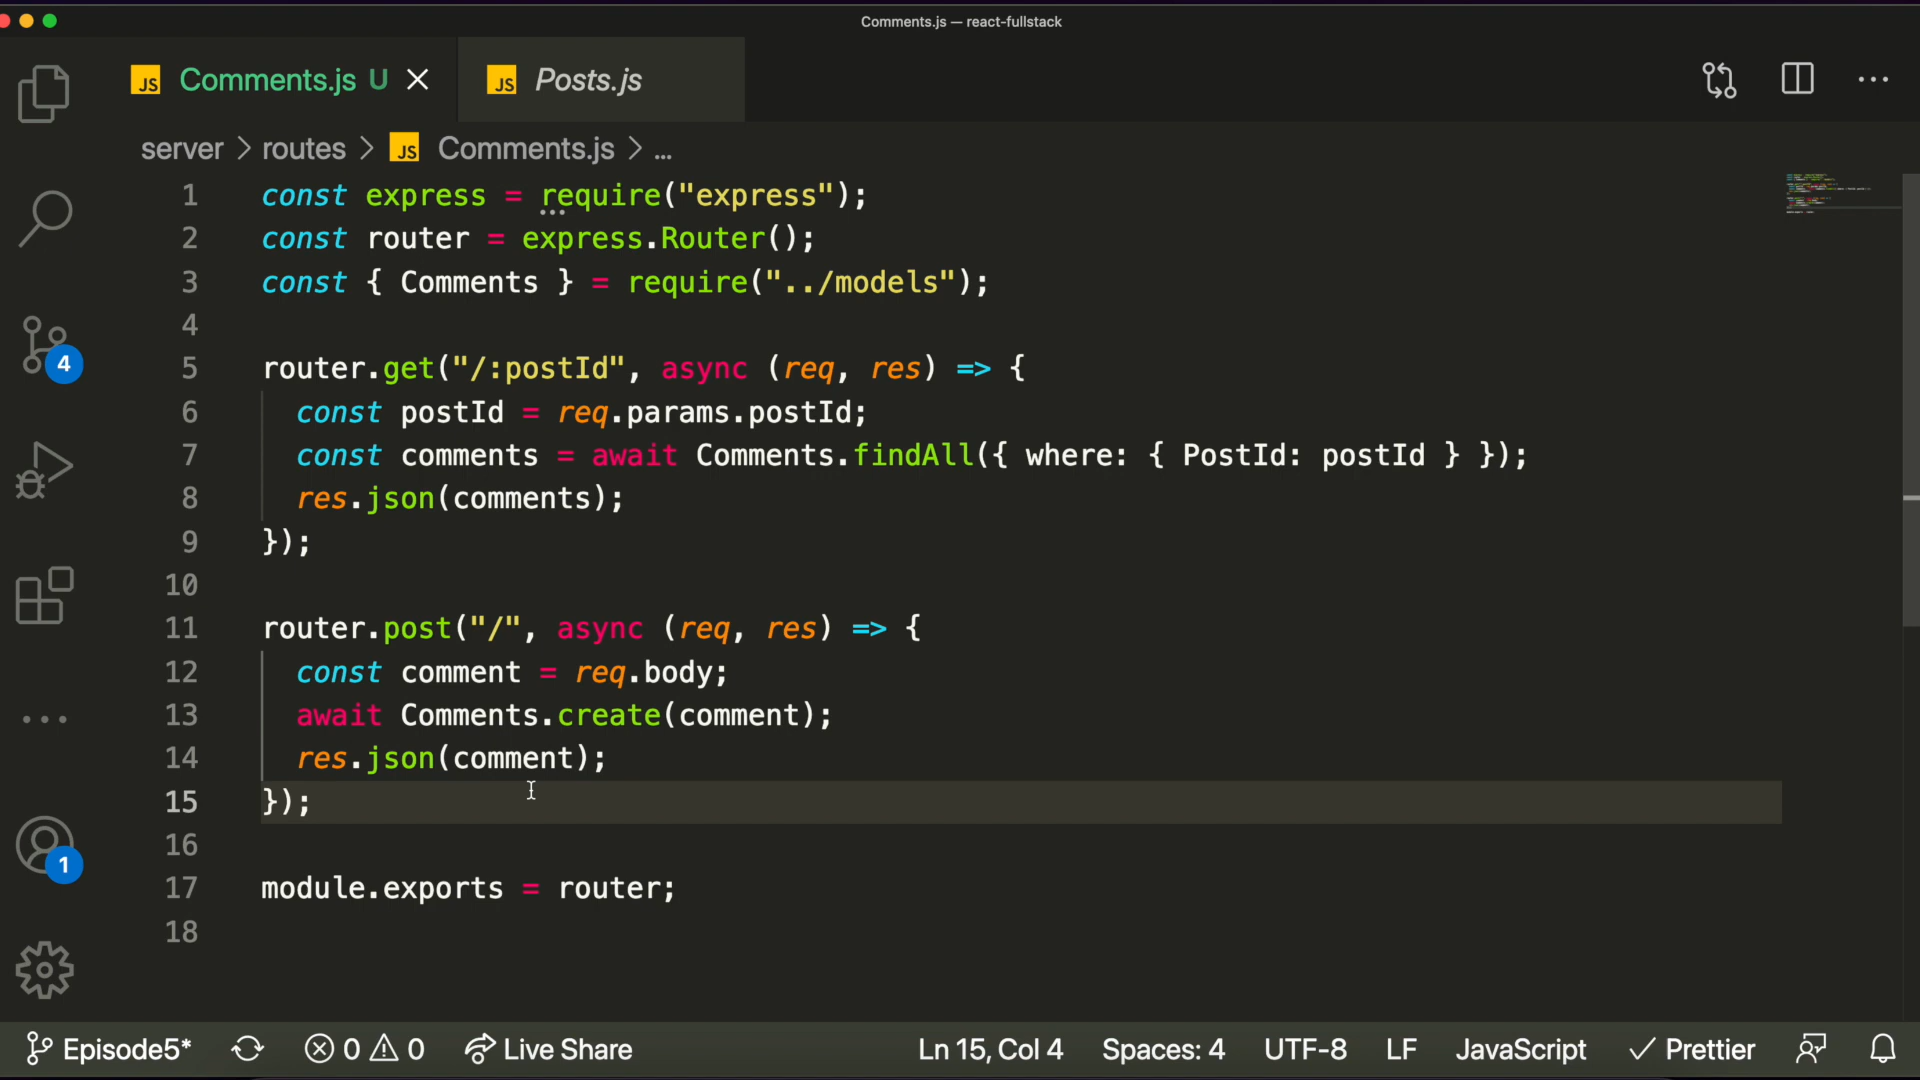 Comments.js — react-fullstack
JS Comments.js U
JS Posts.js
server > routes > JS Comments.js > ...
1 const express = require("express");
2 const router = express.Router();
3 const { Comments } = require("../models");
4
5 router.get("/:postId", async (req, res) => {
6 const postId = req.params.postId;
7 const comments = await Comments.findAll({ where: { PostId: postId } });
8 res.json(comments);
9 });
10
11 router.post("/", async (req, res) => {
12 const comment = req.body;
13 await Comments.create(comment);
14 res.json(comment);
15 });
16
17 module.exports = router;
18
4
1
Episode5* 0 0 Live Share Ln 15, Col 4 Spaces: 4 UTF-8 LF JavaScript Prettier